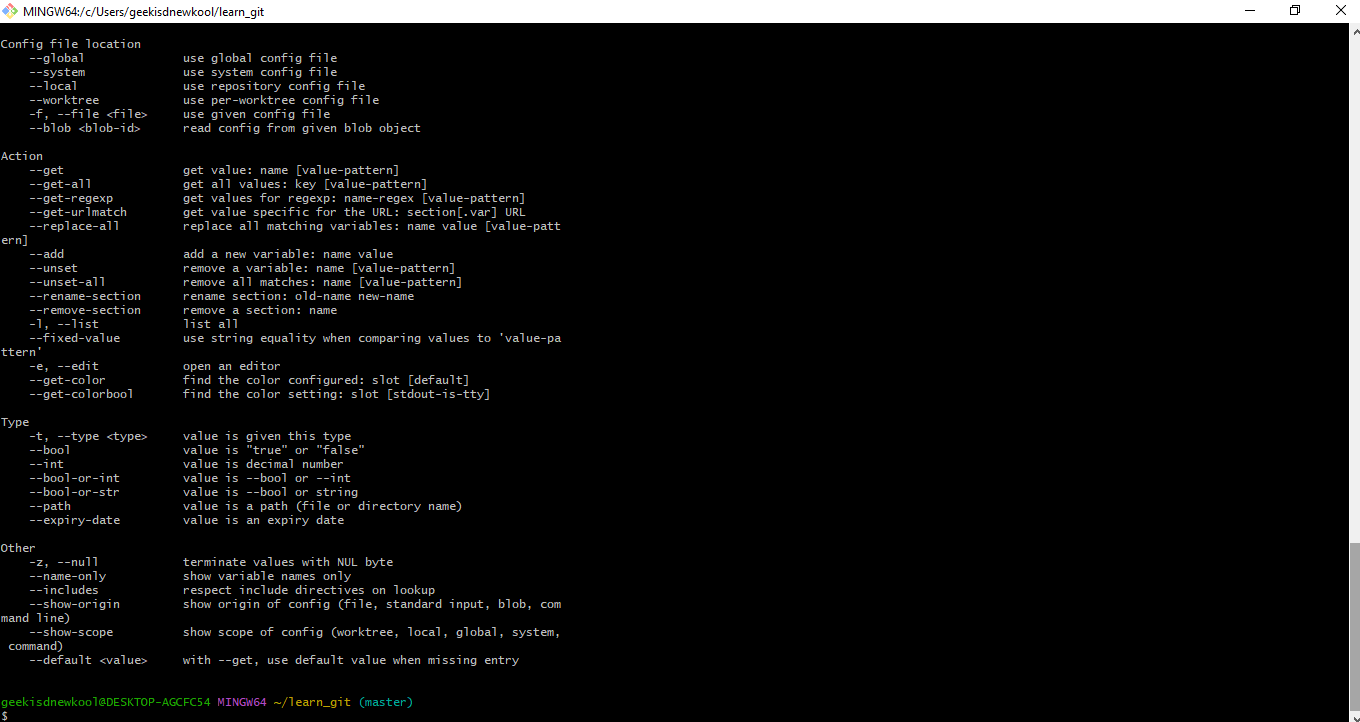 MINGW64:/c/Users/geekisdnewkool/learn_git
Config file location
    --global              use global config file
    --system              use system config file
    --local               use repository config file
    --worktree            use per-worktree config file
    -f, --file <file>     use given config file
    --blob <blob-id>      read config from given blob object
Action
    --get                 get value: name [value-pattern]
    --get-all             get all values: key [value-pattern]
    --get-regexp          get values for regexp: name-regex [value-pattern]
    --get-urlmatch        get value specific for the URL: section[.var] URL
    --replace-all         replace all matching variables: name value [value-patt
ern]
    --add                 add a new variable: name value
    --unset               remove a variable: name [value-pattern]
    --unset-all           remove all matches: name [value-pattern]
    --rename-section      rename section: old-name new-name
    --remove-section      remove a section: name
    -l, --list            list all
    --fixed-value         use string equality when comparing values to 'value-pa
ttern'
    -e, --edit            open an editor
    --get-color           find the color configured: slot [default]
    --get-colorbool       find the color setting: slot [stdout-is-tty]
Type
    -t, --type <type>     value is given this type
    --bool                value is "true" or "false"
    --int                 value is decimal number
    --bool-or-int         value is --bool or --int
    --bool-or-str         value is --bool or string
    --path                value is a path (file or directory name)
    --expiry-date         value is an expiry date
Other
    -z, --null            terminate values with NUL byte
    --name-only           show variable names only
    --includes            respect include directives on lookup
    --show-origin         show origin of config (file, standard input, blob, com
mand line)
    --show-scope          show scope of config (worktree, local, global, system,
 command)
    --default <value>     with --get, use default value when missing entry
geekisdnewkool@DESKTOP-AGCFC54 MINGW64 ~/learn_git (master)
$